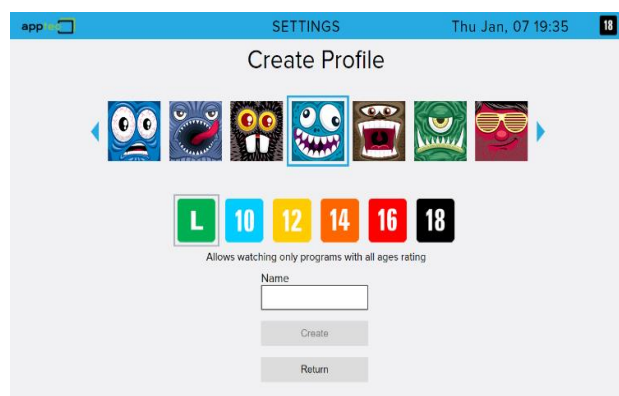 app SETTINGS Thu Jan, 07 19:35 18
Create Profile
L 10 12 14 16 18
Allows watching only programs with all ages rating
Name
Create
Return